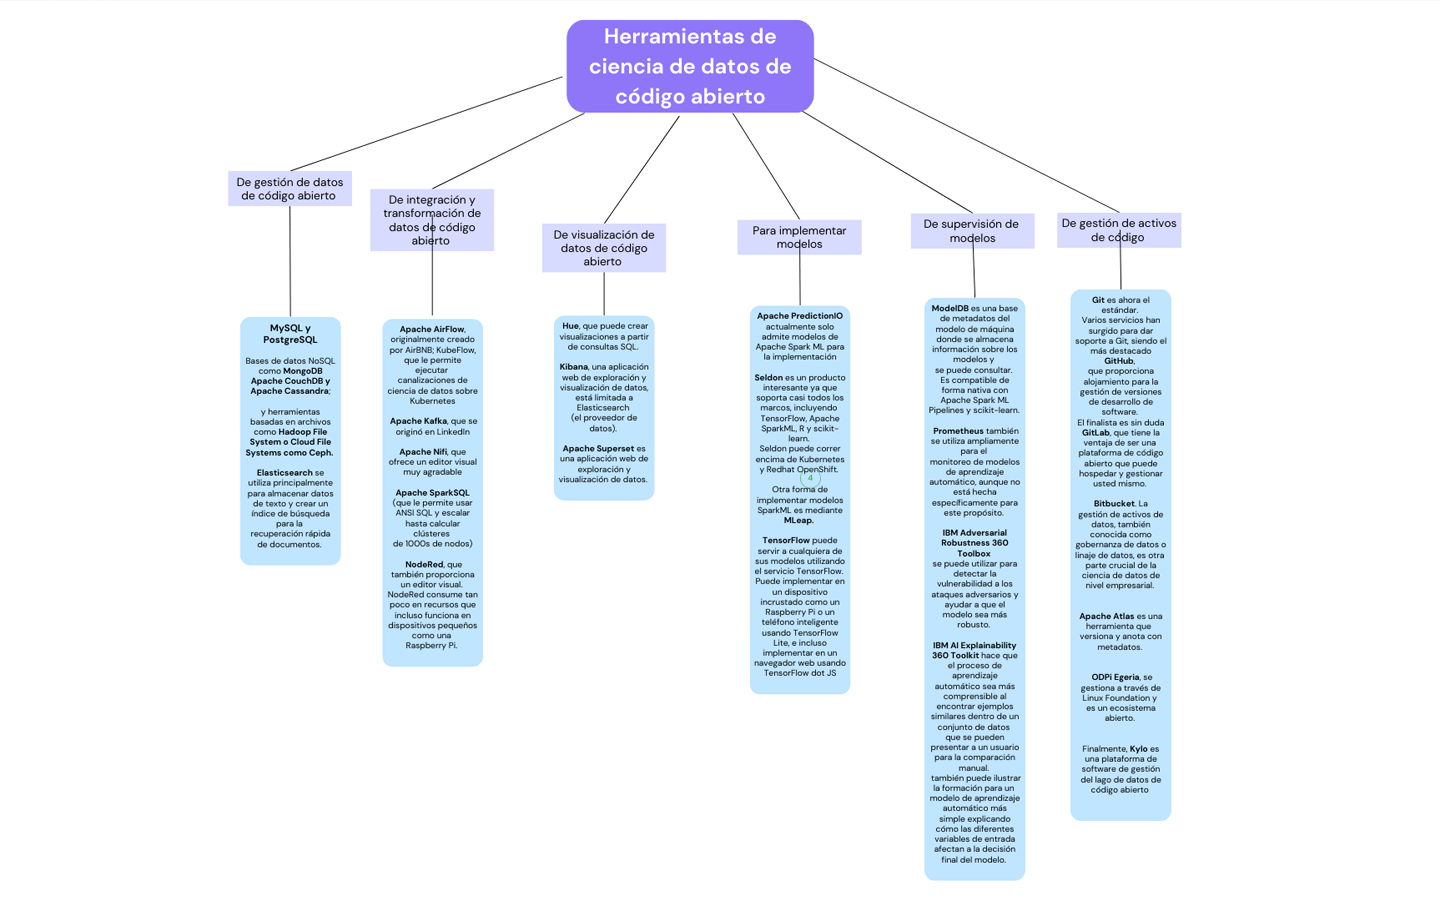 Herramientas de
ciencia de datos de
código abierto
De gestión de datos
de código abierto
MySQL y
PostgreSQL
Bases de datos NoSQL
como MongoDB
Apache CouchDB y
Apache Cassandra;
y herramientas
basadas en archivos
como Hadoop File
System o Cloud File
Systems como Ceph.
Elasticsearch se
utiliza principalmente
para almacenar datos
de texto y crear un
índice de búsqueda
para la
recuperación rápida
de documentos.
De integración y
transformación de
datos de código
abierto
Apache AirFlow,
originalmente creado
por AirBNB; KubeFlow,
que le permite
ejecutar
canalizaciones de
ciencia de datos sobre
Kubernetes
Apache Kafka, que se
originó en LinkedIn
Apache Nifi, que
ofrece un editor visual
muy agradable
Apache SparkSQL
(que le permite usar
ANSI SQL y escalar
hasta calcular
clústeres
de 1000s de nodos)
NodeRed, que
también proporciona
un editor visual.
NodeRed consume tan
poco en recursos que
incluso funciona en
dispositivos pequeños
como una
Raspberry Pi.
De visualización de
datos de código
abierto
Hue, que puede crear
visualizaciones a partir
de consultas SQL.
Kibana, una aplicación
web de exploración y
visualización de datos,
está limitada a
Elasticsearch
(el proveedor de
datos).
Apache Superset es
una aplicación web de
exploración y
visualización de datos.
Para implementar
modelos
Apache PredictionIO
actualmente solo
admite modelos de
Apache Spark ML para
la implementación
Seldon es un producto
interesante ya que
soporta casi todos los
marcos, incluyendo
TensorFlow, Apache
SparkML, R y scikit-
learn.
Seldon puede correr
encima de Kubernetes
y Redhat OpenShift.
4
Otra forma de
implementar modelos
SparkML es mediante
MLeap.
TensorFlow puede
servir a cualquiera de
sus modelos utilizando
el servicio TensorFlow.
Puede implementar en
un dispositivo
incrustado como un
Raspberry Pi o un
teléfono inteligente
usando TensorFlow
Lite, e incluso
implementar en un
navegador web usando
TensorFlow dot JS
De supervisión de
modelos
ModelDB es una base
de metadatos del
modelo de máquina
donde se almacena
información sobre los
modelos y
se puede consultar.
Es compatible de
forma nativa con
Apache Spark ML
Pipelines y scikit-learn.
Prometheus también
se utiliza ampliamente
para el
monitoreo de modelos
de aprendizaje
automático, aunque no
está hecha
específicamente para
este propósito.
IBM Adversarial
Robustness 360
Toolbox
se puede utilizar para
detectar la
vulnerabilidad a los
ataques adversarios y
ayudar a que el
modelo sea más
robusto.
IBM AI Explainability
360 Toolkit hace que
el proceso de
aprendizaje
automático sea más
comprensible al
encontrar ejemplos
similares dentro de un
conjunto de datos
que se pueden
presentar a un usuario
para la comparación
manual.
también puede ilustrar
la formación para un
modelo de aprendizaje
automático más
simple explicando
cómo las diferentes
variables de entrada
afectan a la decisión
final del modelo.
De gestión de activos
de código
Git es ahora el
estándar.
Varios servicios han
surgido para dar
soporte a Git, siendo el
más destacado
GitHub,
que proporciona
alojamiento para la
gestión de versiones
de desarrollo de
software.
El finalista es sin duda
GitLab, que tiene la
ventaja de ser una
plataforma de código
abierto que puede
hospedar y gestionar
usted mismo.
Bitbucket. La
gestión de activos de
datos, también
conocida como
gobernanza de datos o
linaje de datos, es otra
parte crucial de la
ciencia de datos de
nivel empresarial.
Apache Atlas es una
herramienta que
versiona y anota con
metadatos.
ODPi Egeria, se
gestiona a través de
Linux Foundation y
es un ecosistema
abierto.
Finalmente, Kylo es
una plataforma de
software de gestión
del lago de datos de
código abierto